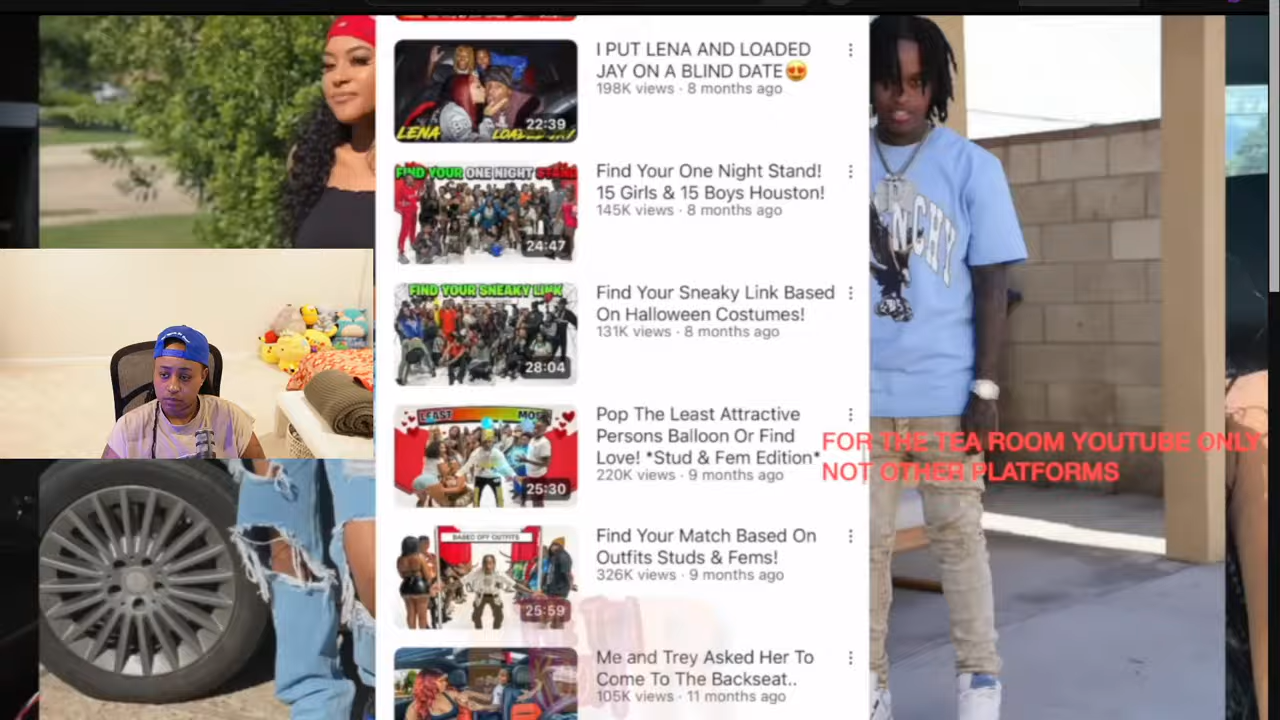 I PUT LENA AND LOADED
JAY ON A BLIND DATE😍
198K views · 8 months ago
LENA
22:39
Find Your One Night Stand!
15 Girls & 15 Boys Houston!
145K views · 8 months ago
FIND YOUR ONE NIGHT STAND
24:47
Find Your Sneaky Link Based
On Halloween Costumes!
131K views · 8 months ago
FIND YOUR SNEAKY LINK
28:04
Pop The Least Attractive
Persons Balloon Or Find
Love! *Stud & Fem Edition*
220K views · 9 months ago
LEAST
MOST
25:30
FOR THE TEA ROOM YOUTUBE ONLY
NOT OTHER PLATFORMS
Find Your Match Based On
Outfits Studs & Fems!
326K views · 9 months ago
BASED OFF OUTFITS
25:59
Me and Trey Asked Her To
Come To The Backseat..
105K views · 11 months ago